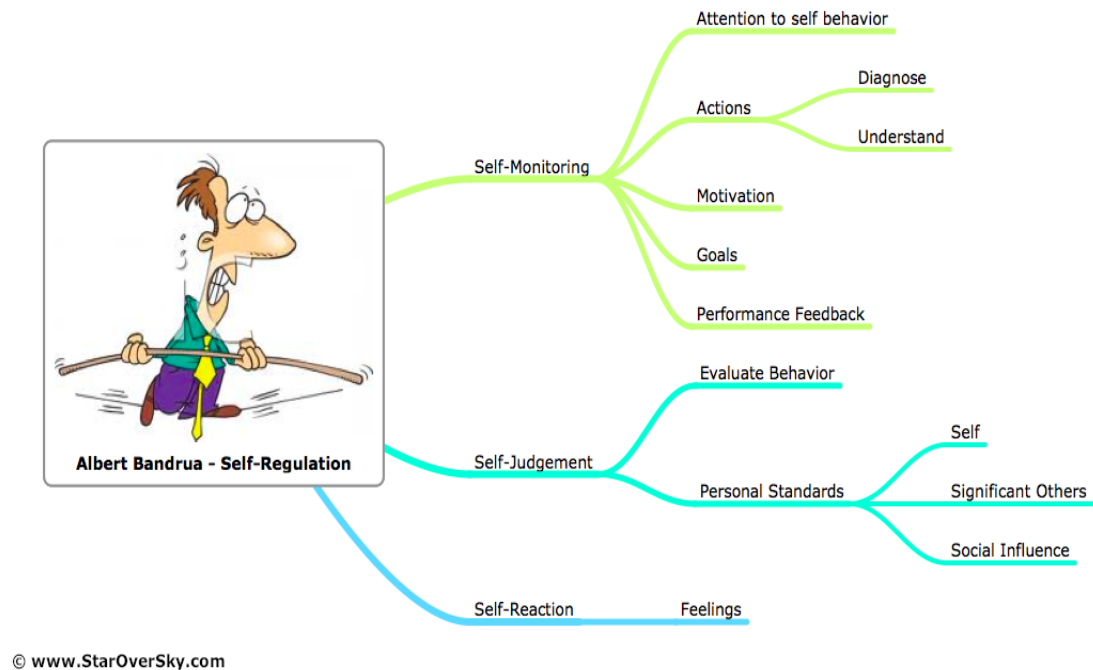 Attention to self behavior
Diagnose
Actions
Understand
Self-Monitoring
Motivation
Goals
Performance Feedback
Evaluate Behavior
Self
Albert Bandrua - Self-Regulation
Self-Judgement
Personal Standards
Significant Others
Social Influence
Self-Reaction
Feelings
© www.StarOverSky.com